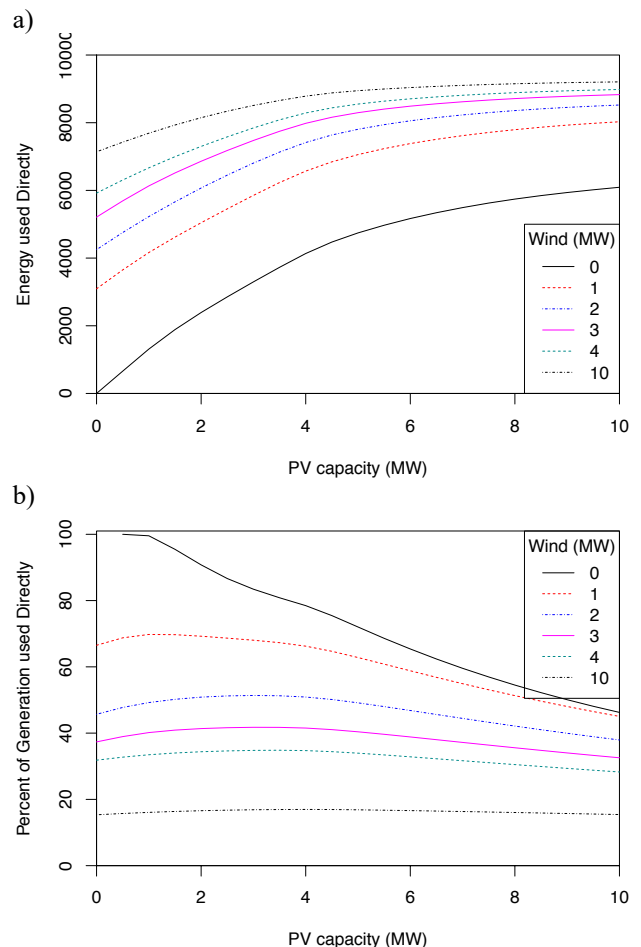 a)
Energy used Directly
0 2000 4000 6000 8000 10000
Wind (MW)
0
1
2
3
4
10
0 2 4 6 8 10
PV capacity (MW)
b)
Percent of Generation used Directly
0 20 40 60 80 100
Wind (MW)
0
1
2
3
4
10
0 2 4 6 8 10
PV capacity (MW)